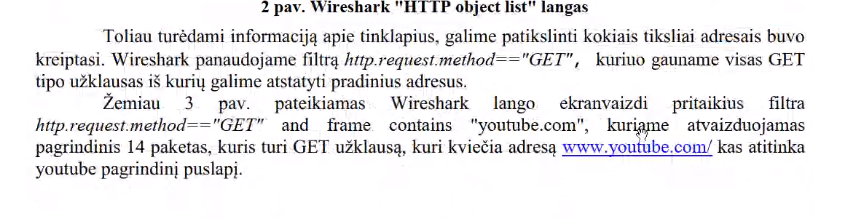 2 pav. Wireshark "HTTP object list" langas
Toliau turėdami informaciją apie tinklapius, galime patikslinti kokiais tiksliai adresais buvo
kreiptasi. Wireshark panaudojame filtrą http.request.method=="GET", kuriuo gauname visas GET
tipo užklausas iš kurių galime atstatyti pradinius adresus.
Žemiau 3 pav. pateikiamas Wireshark lango ekranvaizdi pritaikius filtra
http.request.method=="GET" and frame contains "youtube.com", kuriame atvaizduojamas
pagrindinis 14 paketas, kuris turi GET užklausą, kuri kviečia adresą www.youtube.com/ kas atitinka
youtube pagrindinį puslapį.